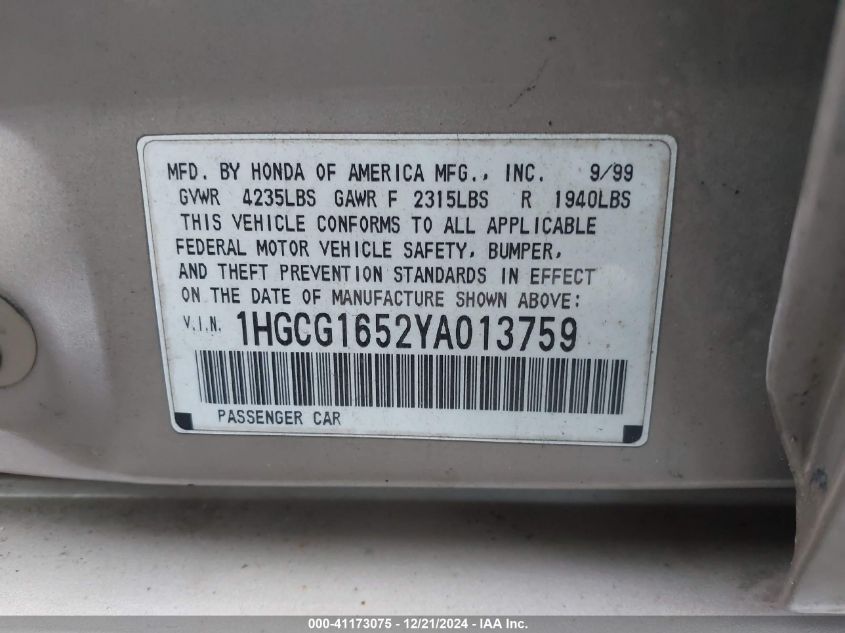 MFD. BY HONDA OF AMERICA MFG., INC. 9/99
GVWR 4235LBS GAWR F 2315LBS R 1940LBS
THIS VEHICLE CONFORMS TO ALL APPLICABLE
FEDERAL MOTOR VEHICLE SAFETY, BUMPER,
AND THEFT PREVENTION STANDARDS IN EFFECT
ON THE DATE OF MANUFACTURE SHOWN ABOVE:
V.I.N. 1HGCG1652YA013759
PASSENGER CAR
000-41173075 - 12/21/2024 - IAA Inc.